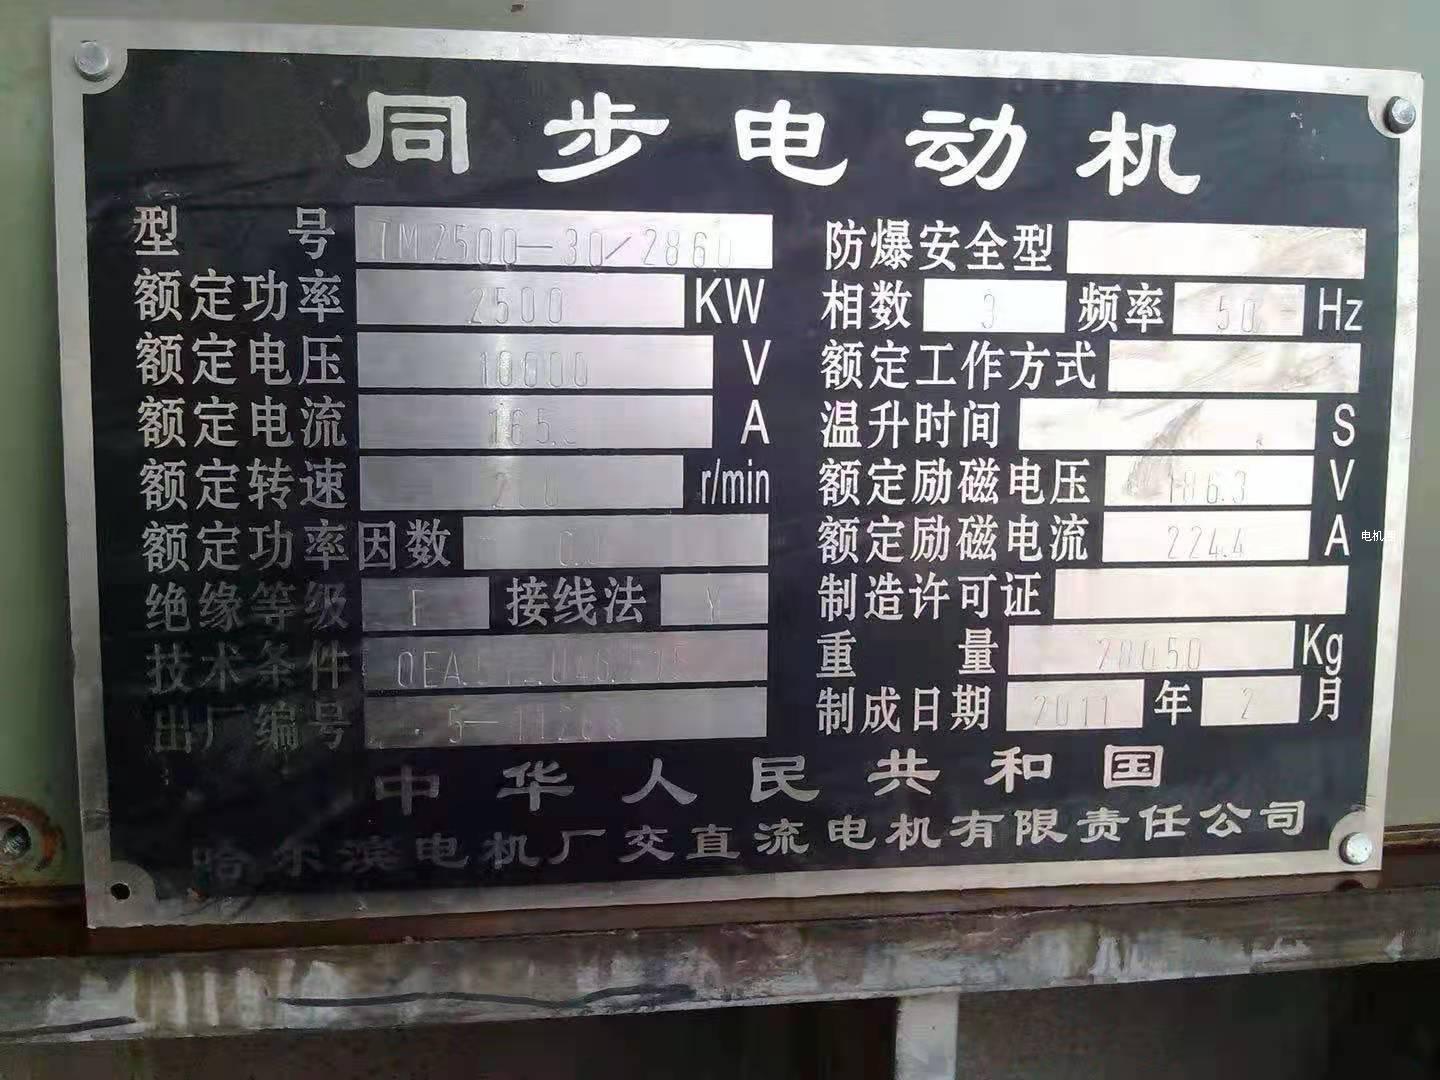 同步电动机
型号 TM2500-30/2860 防爆安全型
额定功率 2500 KW 相数 3 频率 50 Hz
额定电压 10000 V 额定工作方式
额定电流 165. A 温升时间 S
额定转速 200 r/min 额定励磁电压 186.3 V
额定功率因数 额定励磁电流 224.4 A
绝缘等级 F 接线法 Y 制造许可证
技术条件 重量 Kg
出厂编号 制成日期 2011 年 2 月
中华人民共和国
哈尔滨电机厂交直流电机有限责任公司